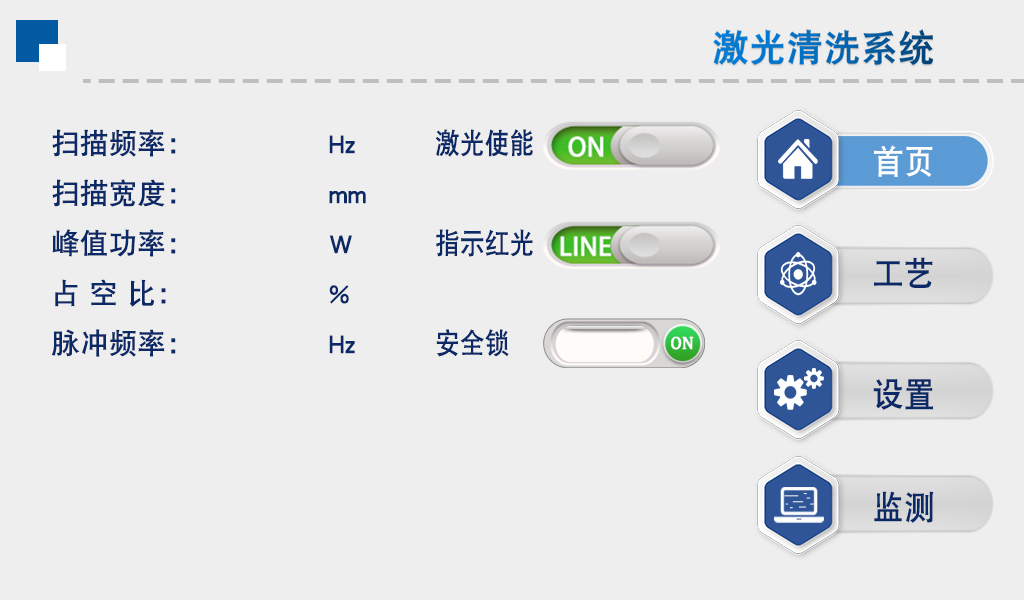 激光清洗系统
扫描频率： Hz
激光使能 ON
首页
扫描宽度： mm
峰值功率： W
指示红光 LINE
工艺
占空比： %
脉冲频率： Hz
安全锁 ON
设置
监测